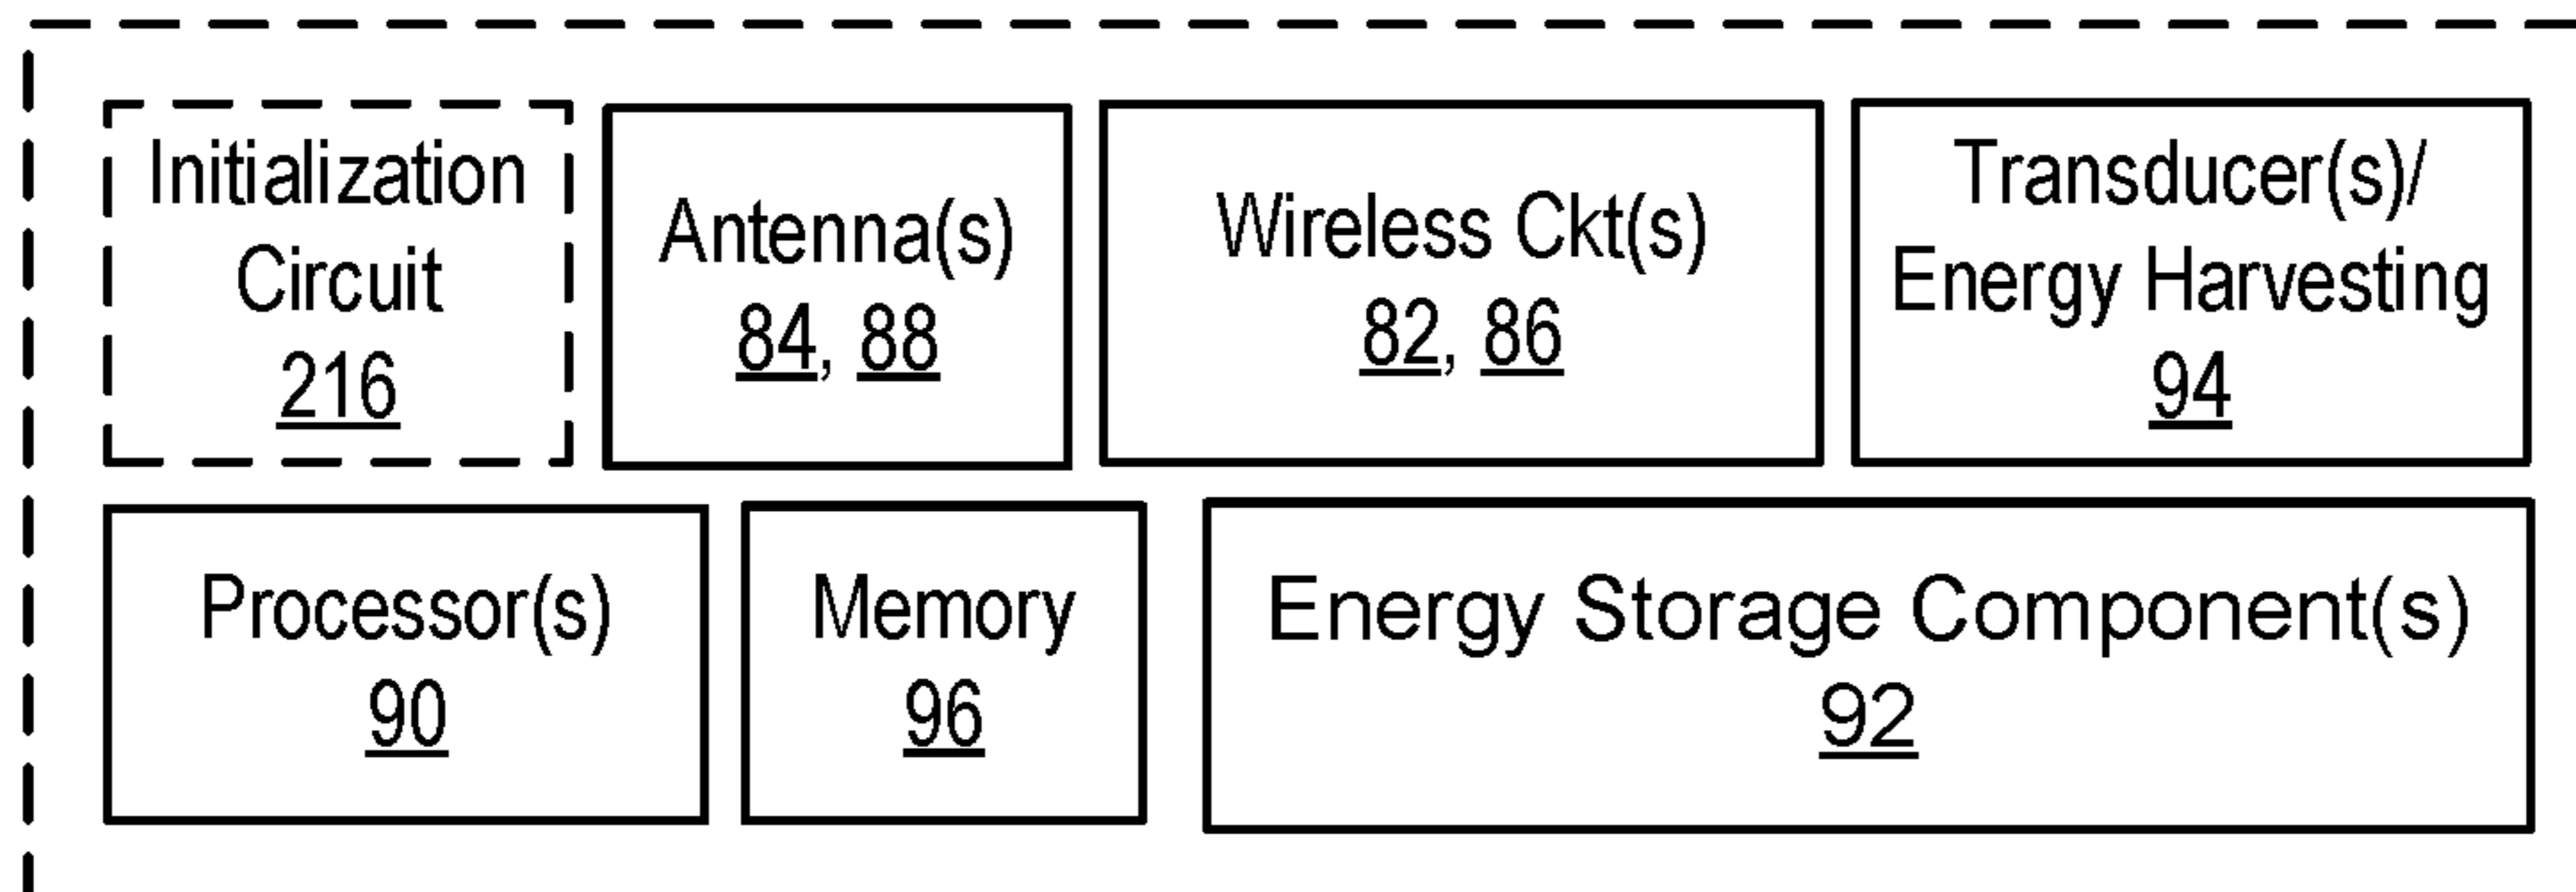 Initialization
Circuit
216
Antenna(s)
84, 88
Wireless Ckt(s)
82, 86
Transducer(s)/
Energy Harvesting
94
Processor(s)
90
Memory
96
Energy Storage Component(s)
92